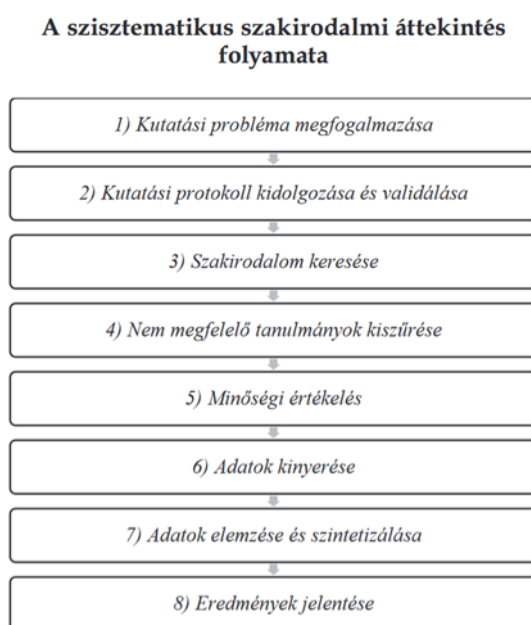 A szisztematikus szakirodalmi áttekintés
folyamata
1) Kutatási probléma megfogalmazása
2) Kutatási protokoll kidolgozása és validálása
3) Szakirodalom keresése
4) Nem megfelelő tanulmányok kiszűrése
5) Minőségi értékelés
6) Adatok kinyerése
7) Adatok elemzése és szintetizálása
8) Eredmények jelentése